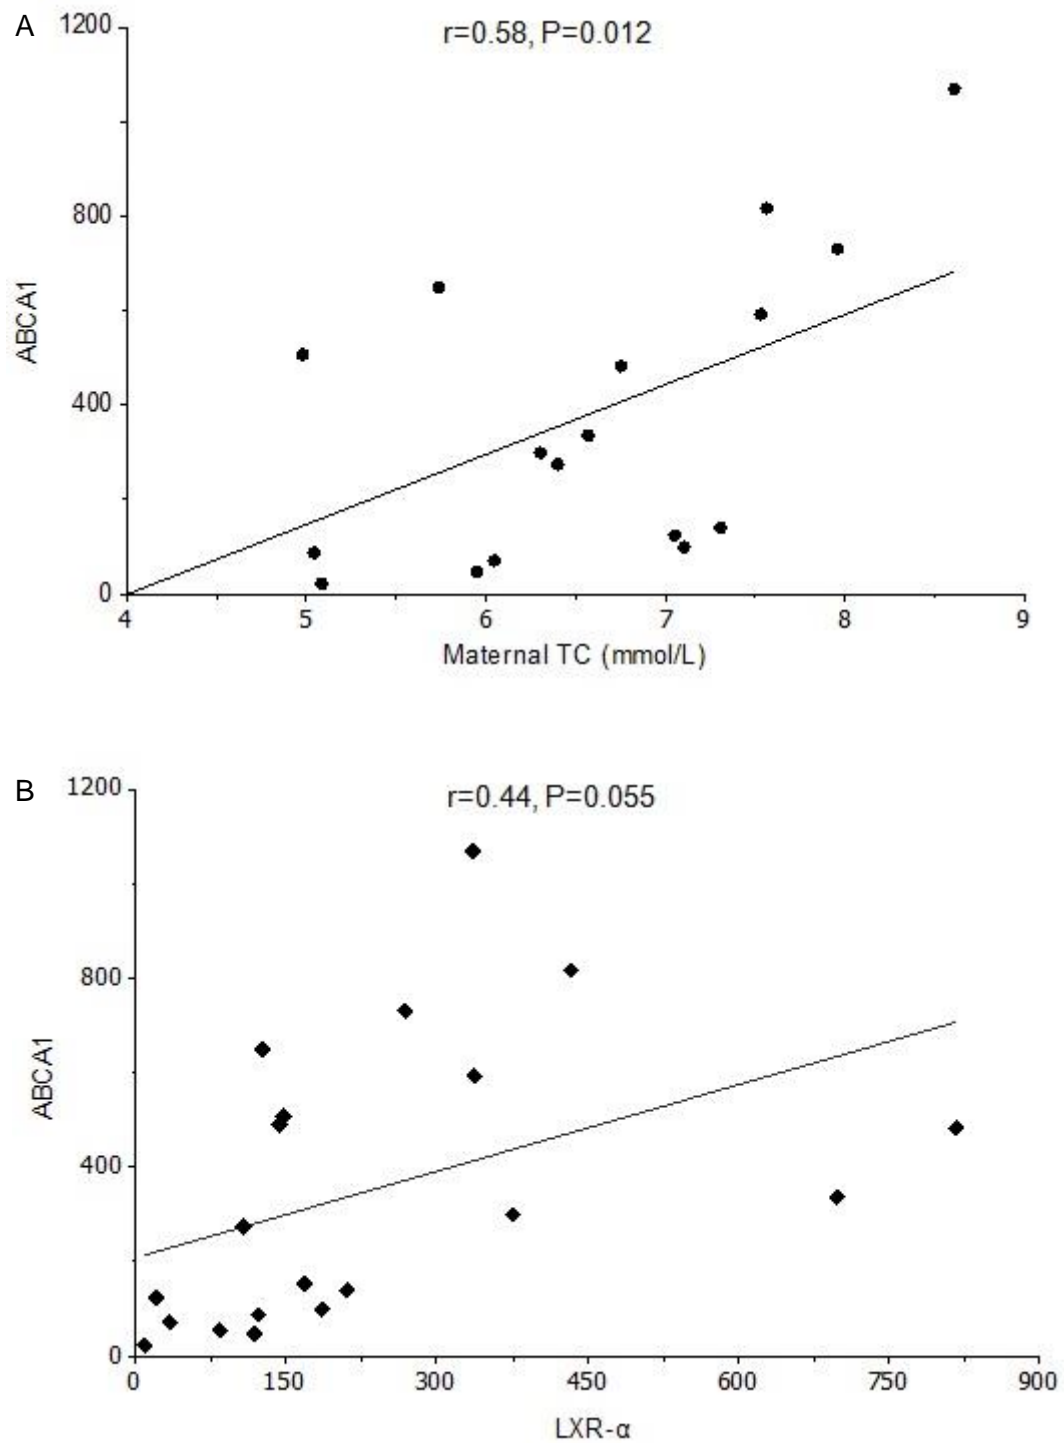 A
r=0.58, P=0.012
1200
800
400
0
ABCA1
4 5 6 7 8 9
Maternal TC (mmol/L)
B
r=0.44, P=0.055
1200
800
400
0
ABCA1
0 150 300 450 600 750 900
LXR-α